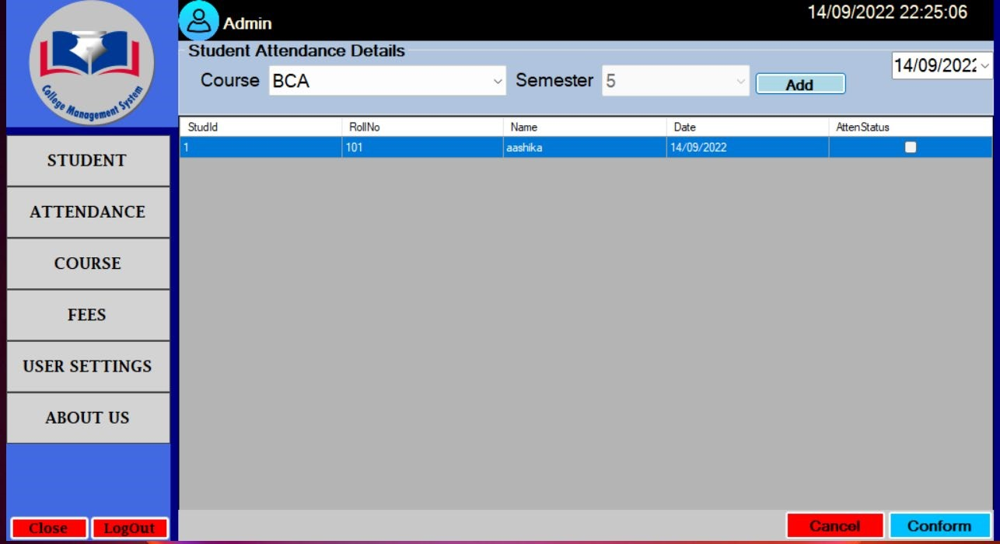 College Management System
Admin
14/09/2022 22:25:06
Student Attendance Details
Course BCA Semester 5 Add
14/09/2022
StudId RollNo Name Date AttenStatus
1 101 aashika 14/09/2022
STUDENT
ATTENDANCE
COURSE
FEES
USER SETTINGS
ABOUT US
Close LogOut
Cancel Conform